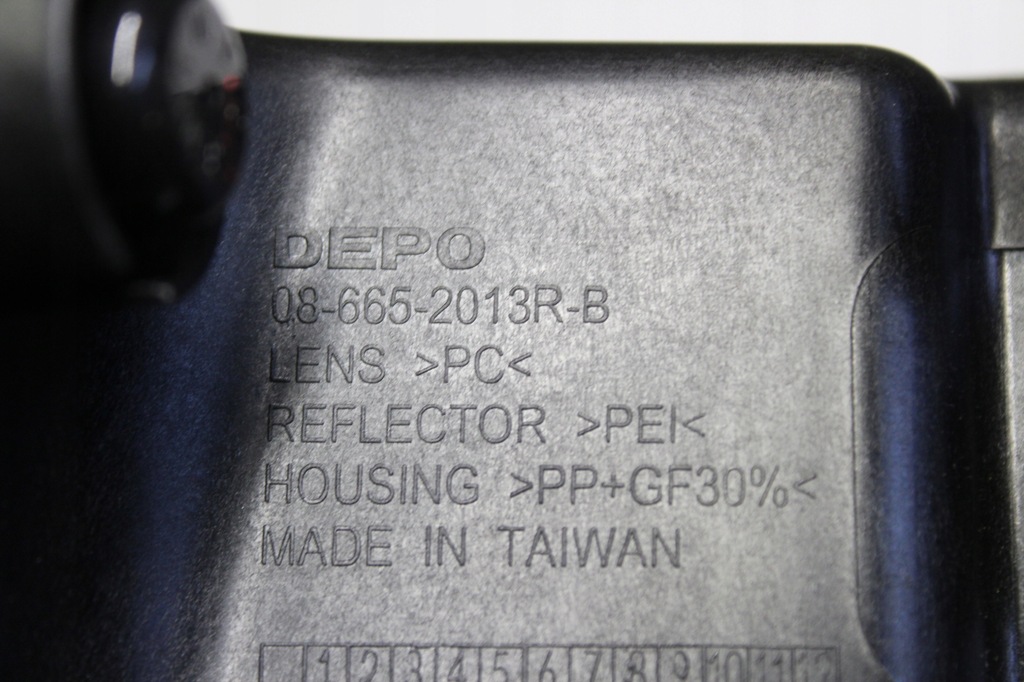 DEPO
08-665-2013R-B
LENS >PC<
REFLECTOR >PEI<
HOUSING >PP+GF30%<
MADE IN TAIWAN
1 2 3 4 5 6 7 8 9 10 11 12